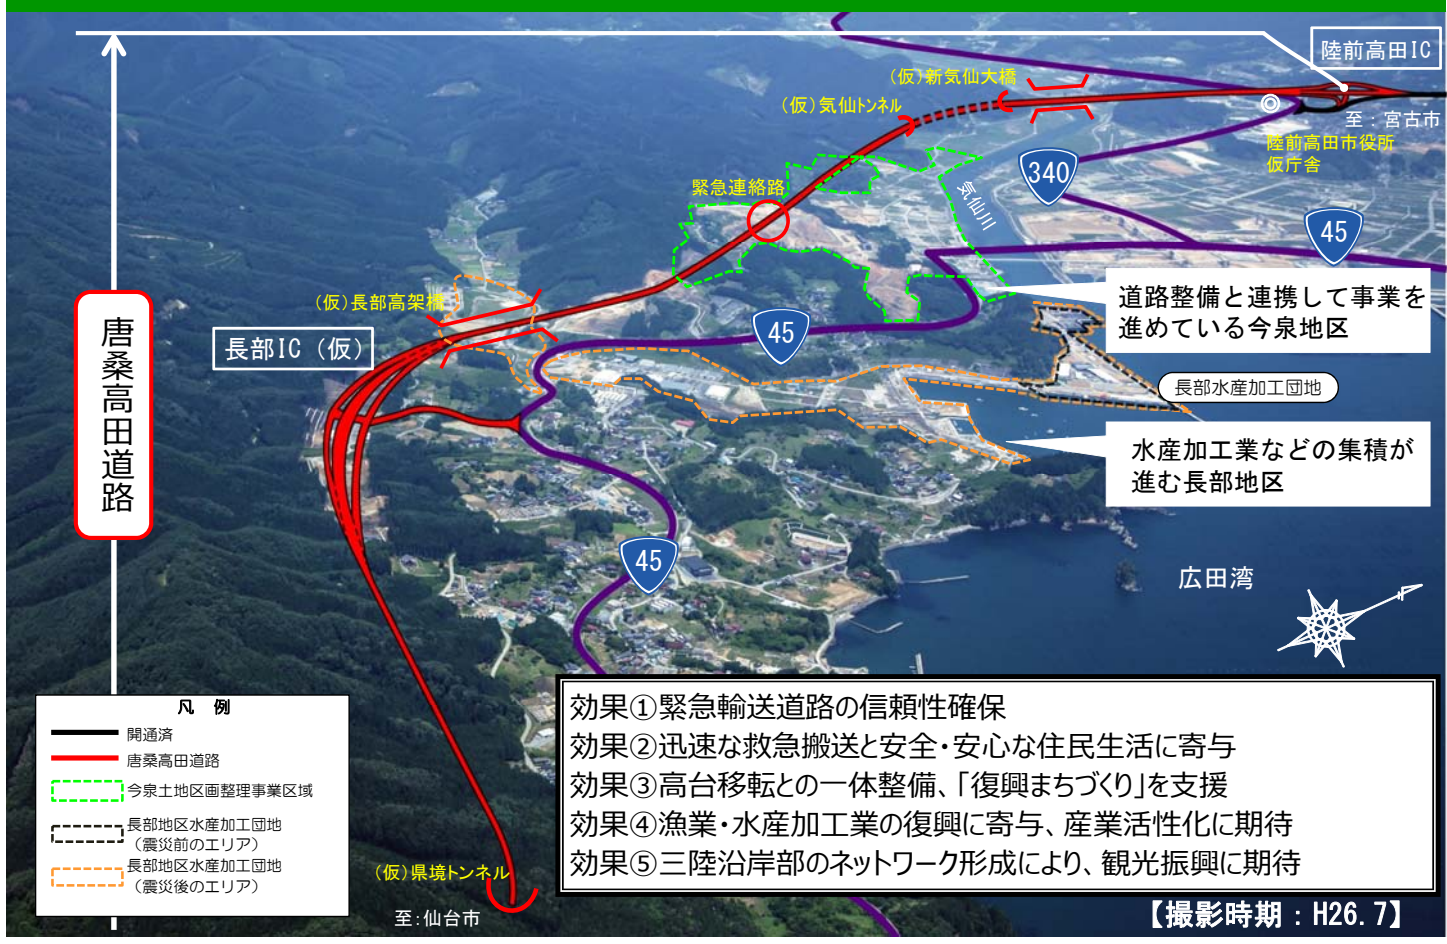 陸前高田IC
(仮)新気仙大橋
(仮)気仙トンネル
至：宮古市
陸前高田市役所
仮庁舎
340
緊急連絡路
気仙川
45
道路整備と連携して事業を
進めている今泉地区
(仮)長部高架橋
45
長部IC（仮）
長部水産加工団地
唐桑高田道路
水産加工業などの集積が
進む長部地区
45
広田湾
凡 例
開通済
唐桑高田道路
今泉土地区画整理事業区域
長部地区水産加工団地
（震災前のエリア）
長部地区水産加工団地
（震災後のエリア）
効果①緊急輸送道路の信頼性確保
効果②迅速な救急搬送と安全・安心な住民生活に寄与
効果③高台移転との一体整備、「復興まちづくり」を支援
効果④漁業・水産加工業の復興に寄与、産業活性化に期待
効果⑤三陸沿岸部のネットワーク形成により、観光振興に期待
(仮)県境トンネル
至:仙台市
【撮影時期：H26.7】